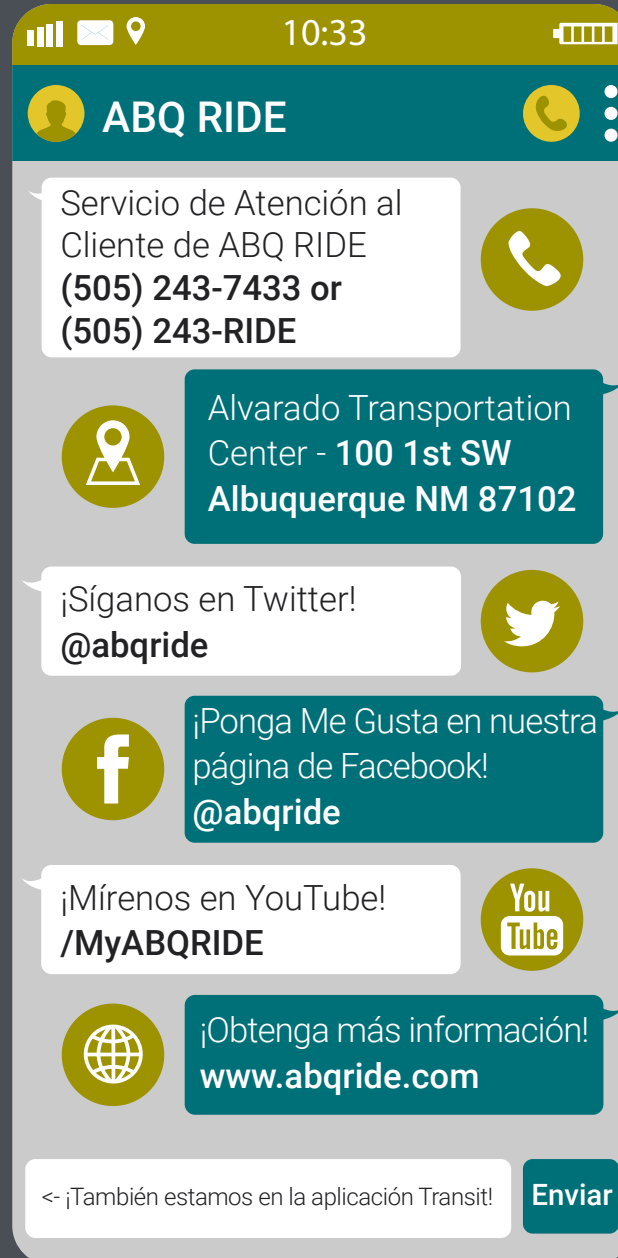 10:33
ABQ RIDE
Servicio de Atención al
Cliente de ABQ RIDE
(505) 243-7433 or
(505) 243-RIDE
Alvarado Transportation
Center - 100 1st SW
Albuquerque NM 87102
¡Síganos en Twitter!
@abqride
¡Ponga Me Gusta en nuestra
página de Facebook!
@abqride
f
¡Mírenos en YouTube!
/MyABQRIDE
You
Tube
¡Obtenga más información!
www.abqride.com
<- ¡También estamos en la aplicación Transit!
Enviar